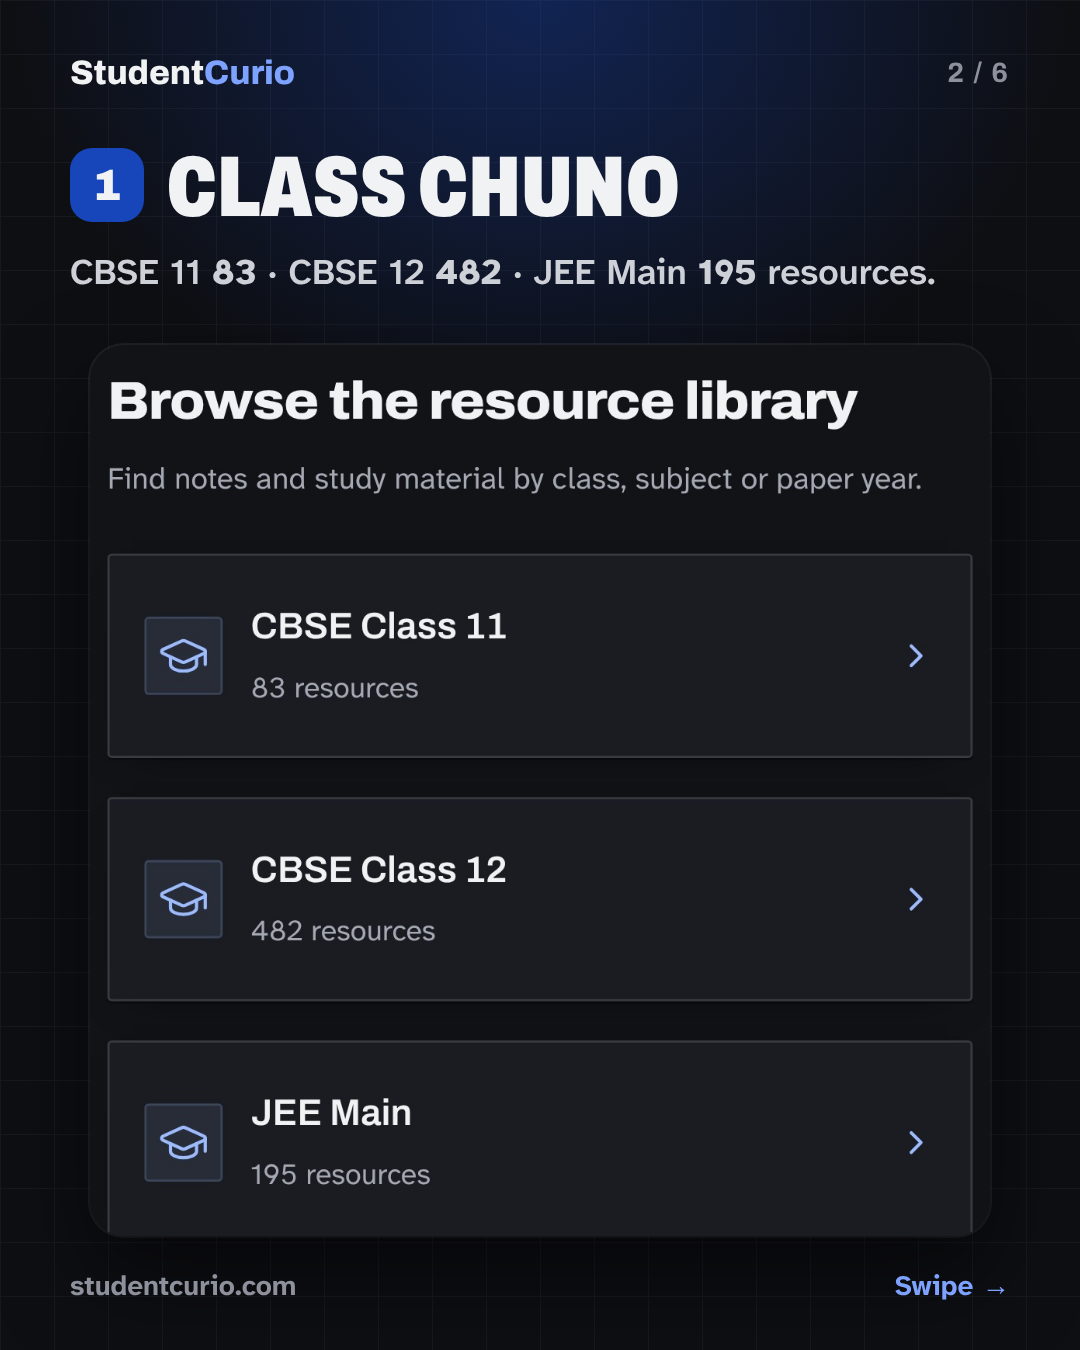 StudentCurio
2 / 6
1 CLASS CHUNO
CBSE 11 83 · CBSE 12 482 · JEE Main 195 resources.
Browse the resource library
Find notes and study material by class, subject or paper year.
CBSE Class 11
83 resources
CBSE Class 12
482 resources
JEE Main
195 resources
studentcurio.com
Swipe →